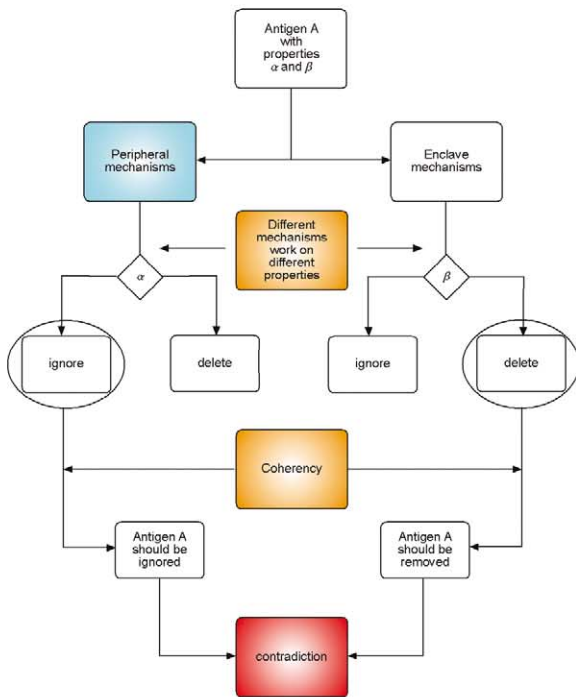 Antigen A
with
properties
α and β
Peripheral
mechanisms
Enclave
mechanisms
Different
mechanisms
work on
different
properties
α
β
ignore
delete
ignore
delete
Coherency
Antigen A
should be
ignored
Antigen A
should be
removed
contradiction